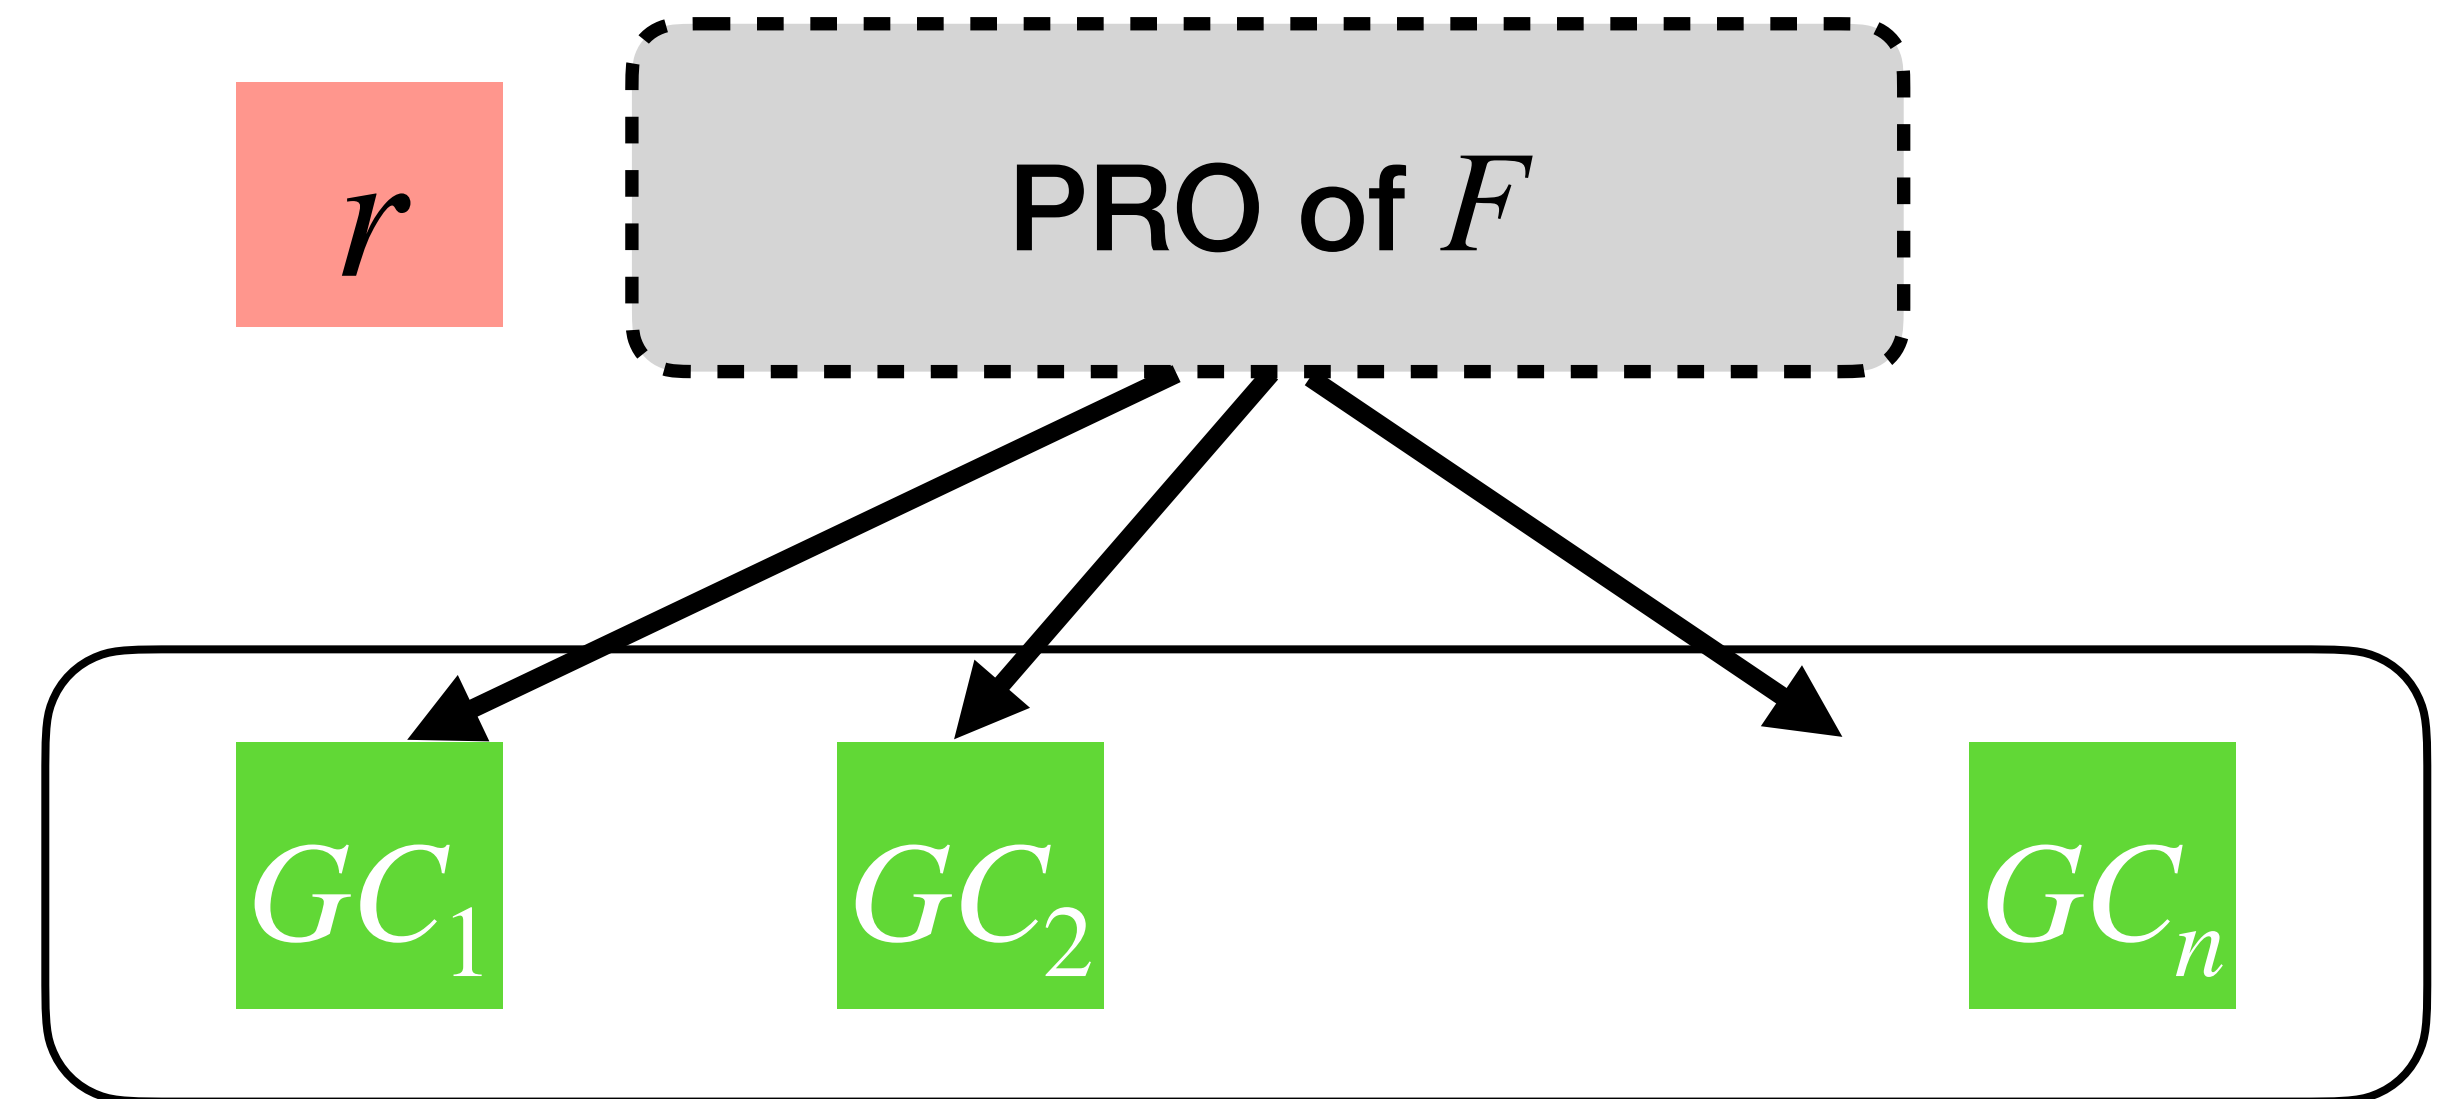 r
PRO of F
GC₁
GC₂
GCₙ